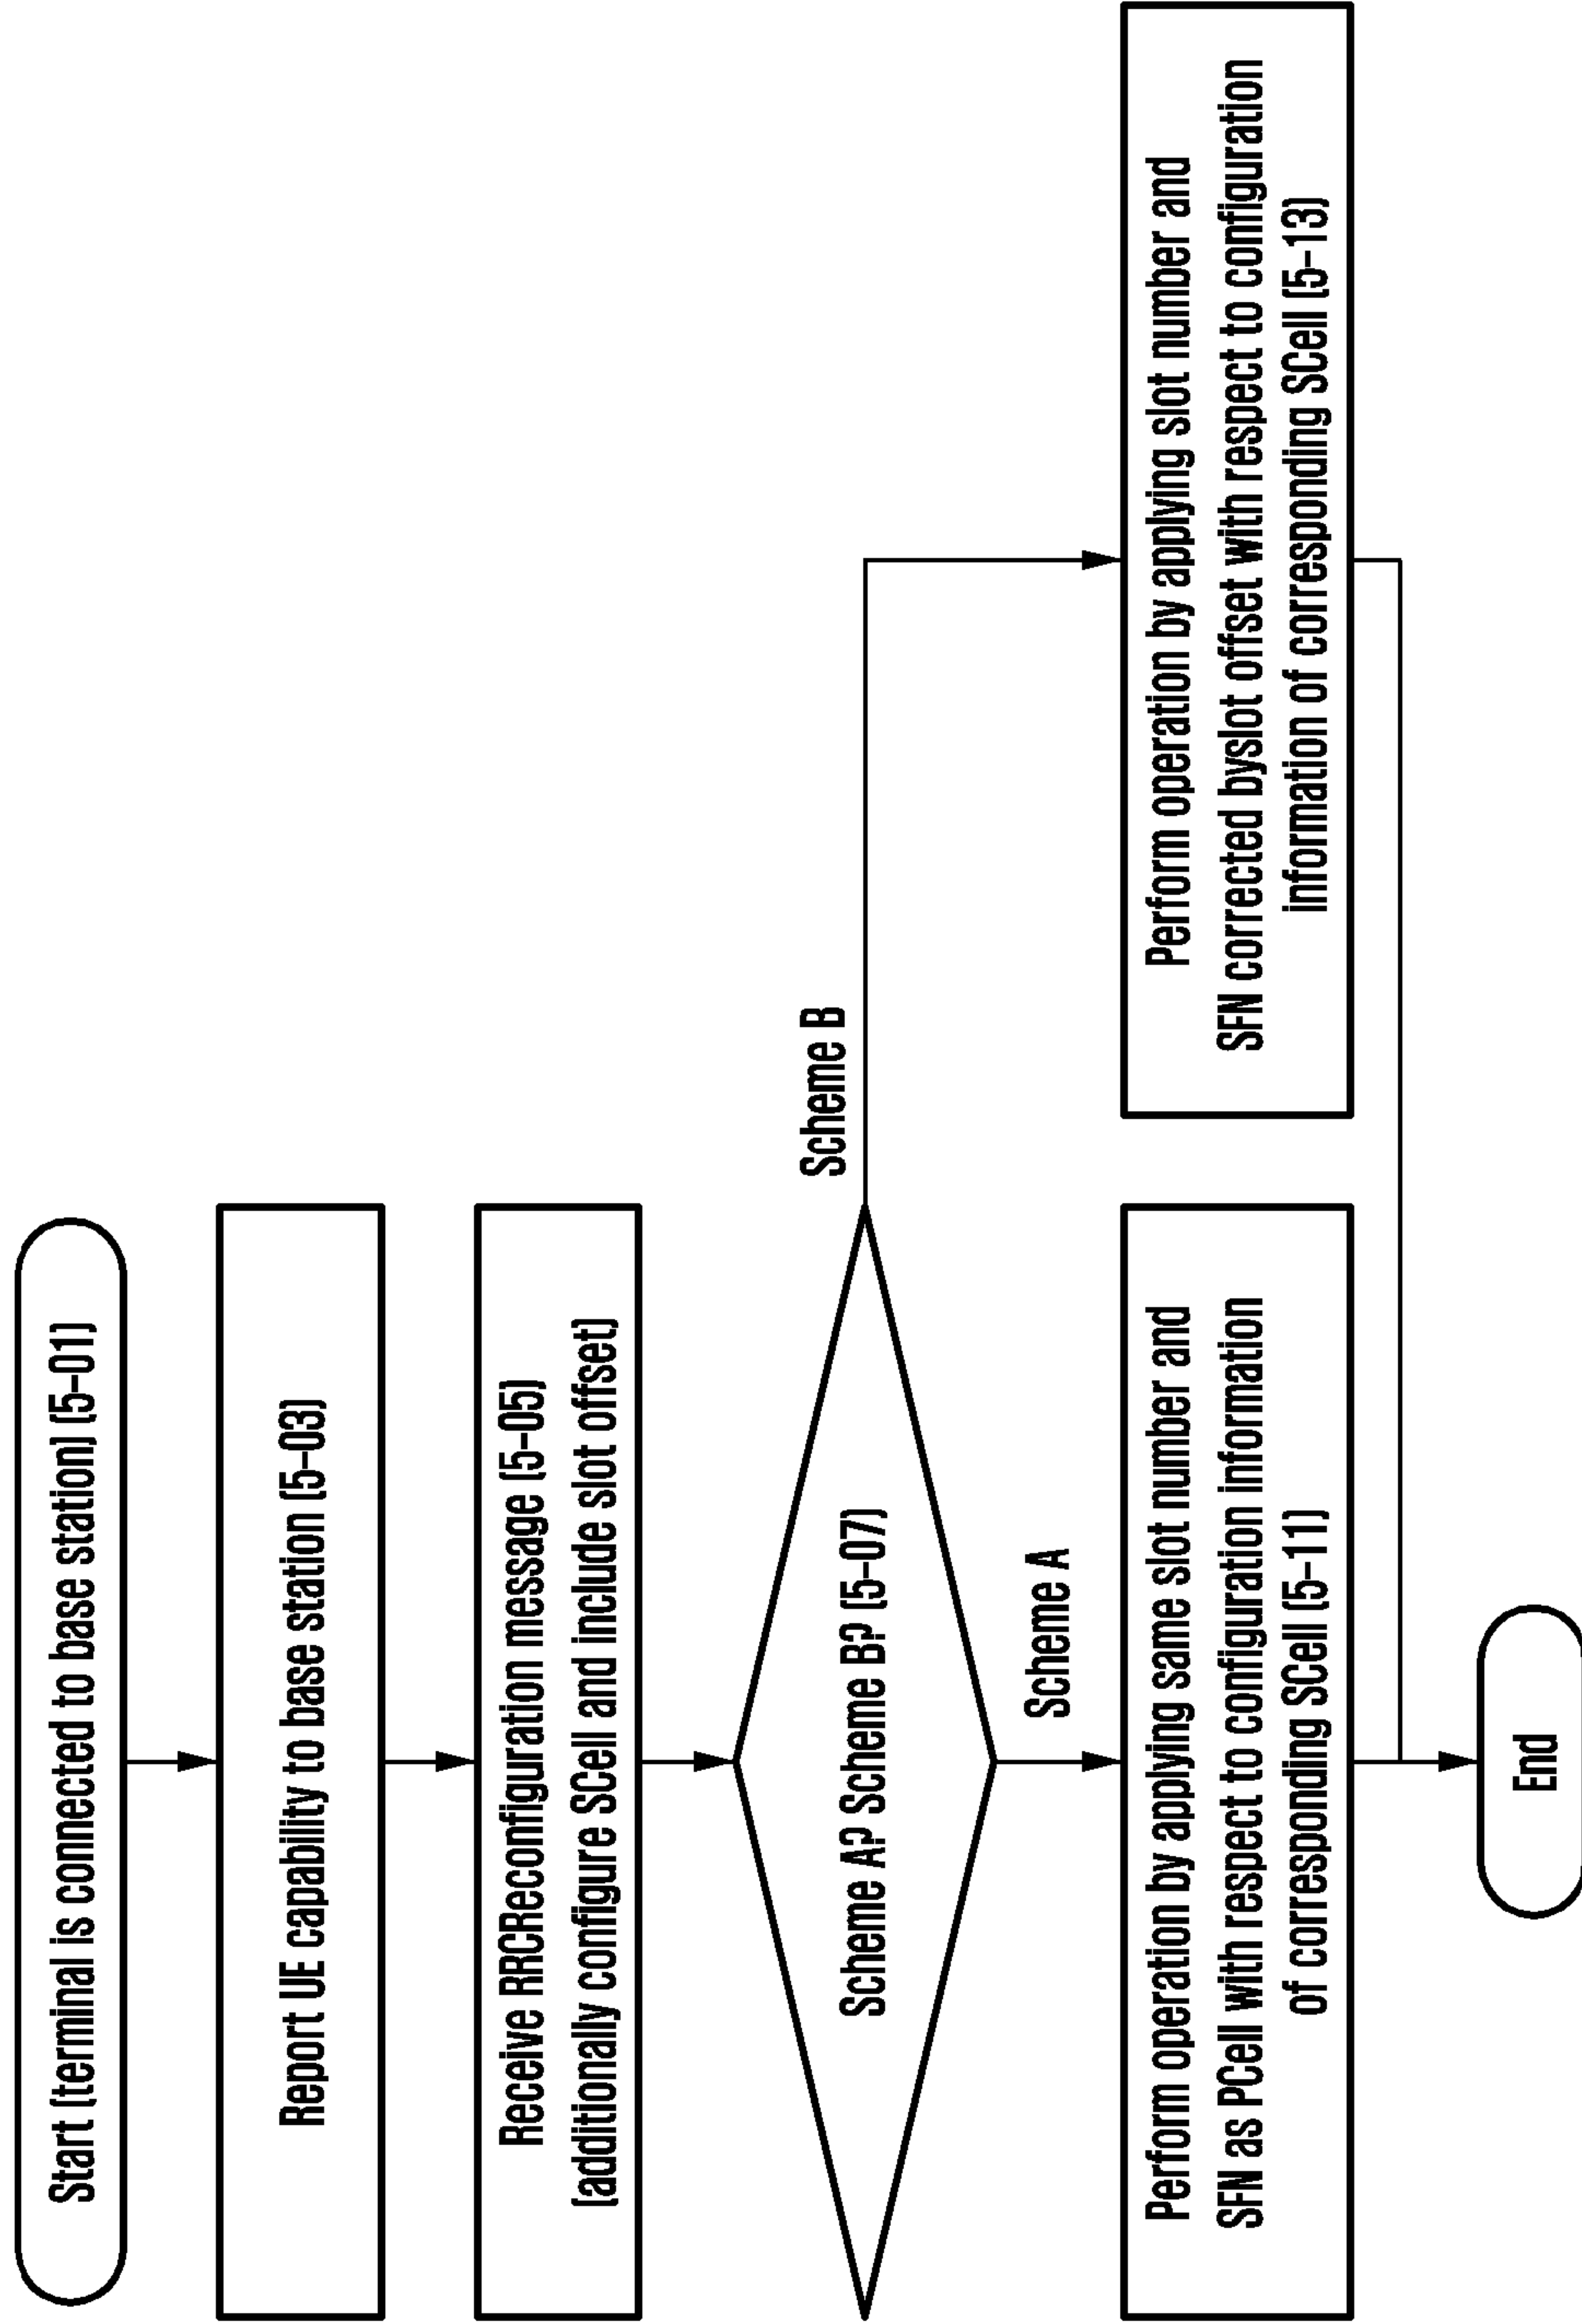 Start (terminal is connected to base station) (5-01)
Report UE capability to base station (5-03)
Receive RRCReconfiguration message (5-05)
(additionally configure SCell and include slot offset)
Scheme A? Scheme B? (5-07)
Scheme B
Scheme A
Perform operation by applying same slot number and
SFN as PCell with respect to configuration information
of corresponding SCell (5-11)
Perform operation by applying slot number and
SFN corrected byslot offset with respect to configuration
information of corresponding SCell (5-13)
End